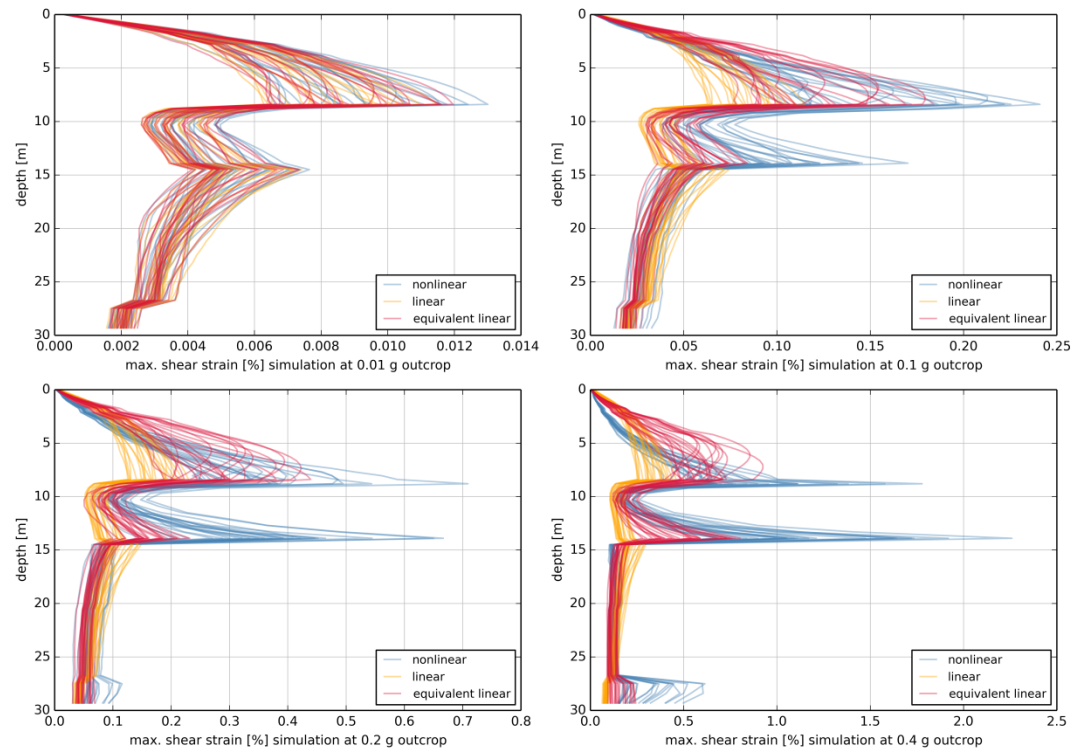 0
5
10
15
20
25
30
depth [m]
nonlinear
linear
equivalent linear
0.000 0.002 0.004 0.006 0.008 0.010 0.012 0.014
max. shear strain [%] simulation at 0.01 g outcrop
0
5
10
15
20
25
30
depth [m]
nonlinear
linear
equivalent linear
0.00 0.05 0.10 0.15 0.20 0.25
max. shear strain [%] simulation at 0.1 g outcrop
0
5
10
15
20
25
30
depth [m]
nonlinear
linear
equivalent linear
0.0 0.1 0.2 0.3 0.4 0.5 0.6 0.7 0.8
max. shear strain [%] simulation at 0.2 g outcrop
0
5
10
15
20
25
30
depth [m]
nonlinear
linear
equivalent linear
0.0 0.5 1.0 1.5 2.0 2.5
max. shear strain [%] simulation at 0.4 g outcrop